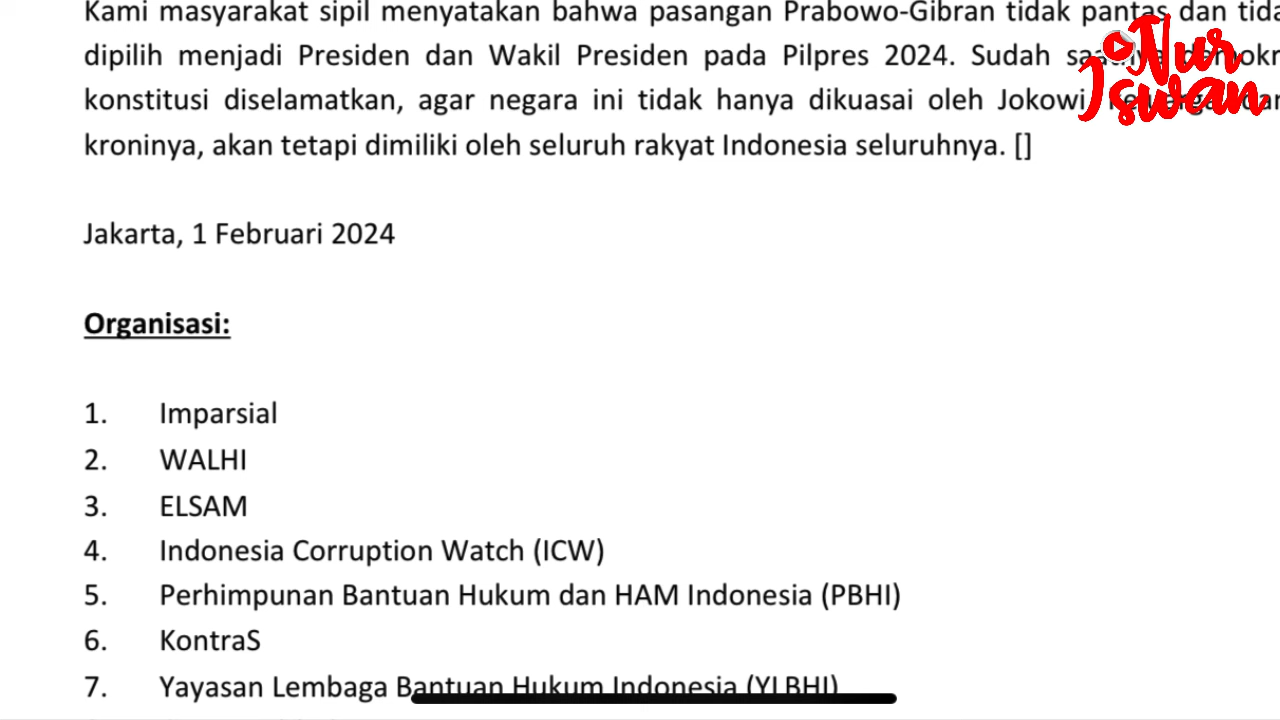 Kami masyarakat sipil menyatakan bahwa pasangan Prabowo-Gibran tidak pantas dan
dipilih menjadi Presiden dan Wakil Presiden pada Pilpres 2024. Sudah
konstitusi diselamatkan, agar negara ini tidak hanya dikuasai oleh Jokowi,
kroninya, akan tetapi dimiliki oleh seluruh rakyat Indonesia seluruhnya. []
Nur
Iswan
Jakarta, 1 Februari 2024
Organisasi:
1. Imparsial
2. WALHI
3. ELSAM
4. Indonesia Corruption Watch (ICW)
5. Perhimpunan Bantuan Hukum dan HAM Indonesia (PBHI)
6. KontraS
7. Yayasan Lembaga Bantuan Hukum Indonesia (YLBHI)